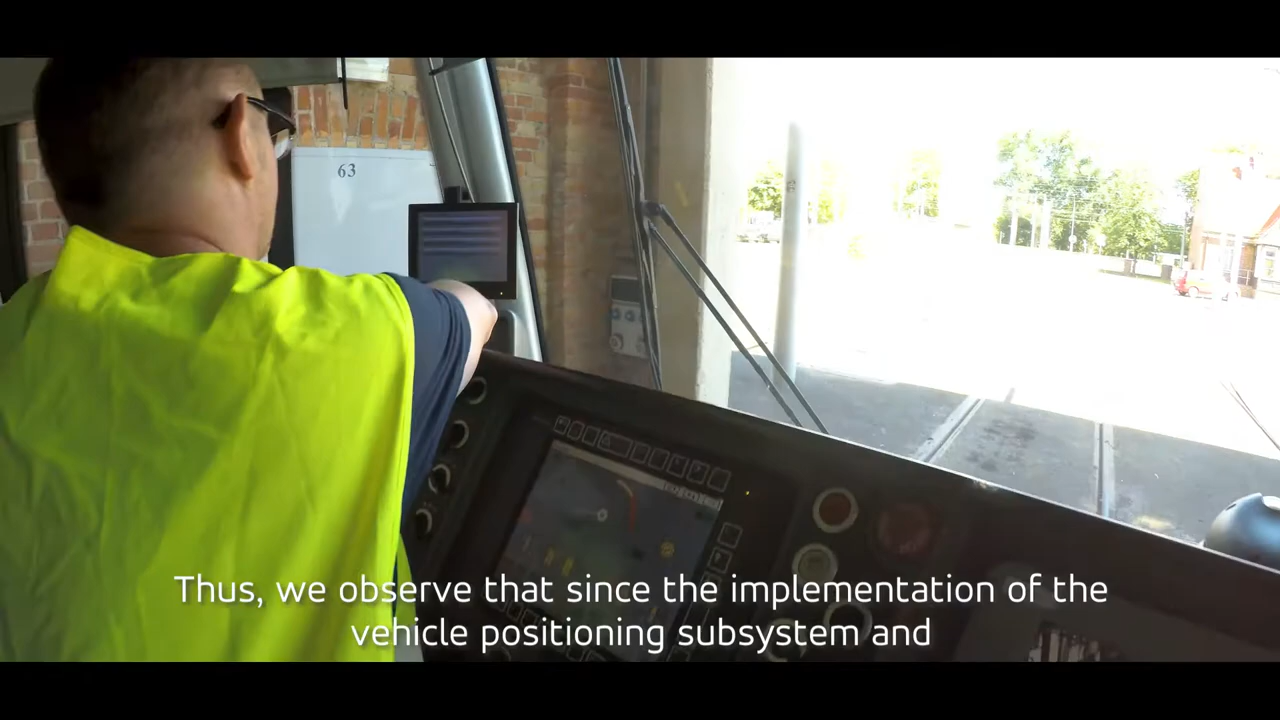 63
Thus, we observe that since the implementation of the
vehicle positioning subsystem and